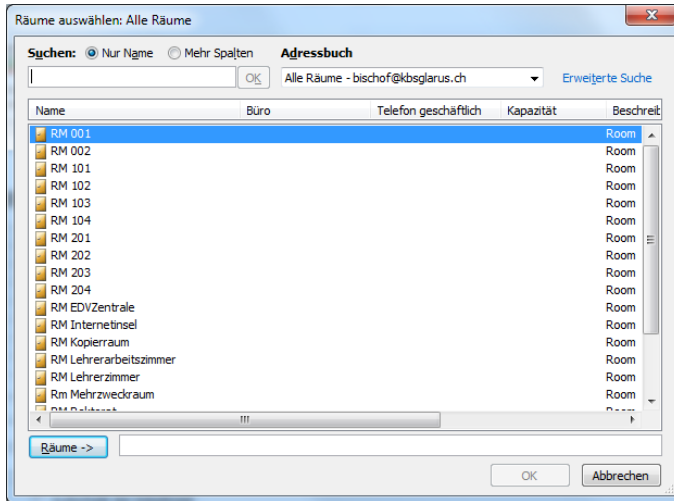 Räume auswählen: Alle Räume
Suchen: Nur Name Mehr Spalten Adressbuch
OK Alle Räume - bischof@kbsglarus.ch Erweiterte Suche
Name Büro Telefon geschäftlich Kapazität Beschreib
RM 001 Room
RM 002 Room
RM 101 Room
RM 102 Room
RM 103 Room
RM 104 Room
RM 201 Room
RM 202 Room
RM 203 Room
RM 204 Room
RM EDVZentrale Room
RM Internetinsel Room
RM Kopierraum Room
RM Lehrerarbeitszimmer Room
RM Lehrerzimmer Room
Rm Mehrzweckraum Room
Räume ->
OK Abbrechen